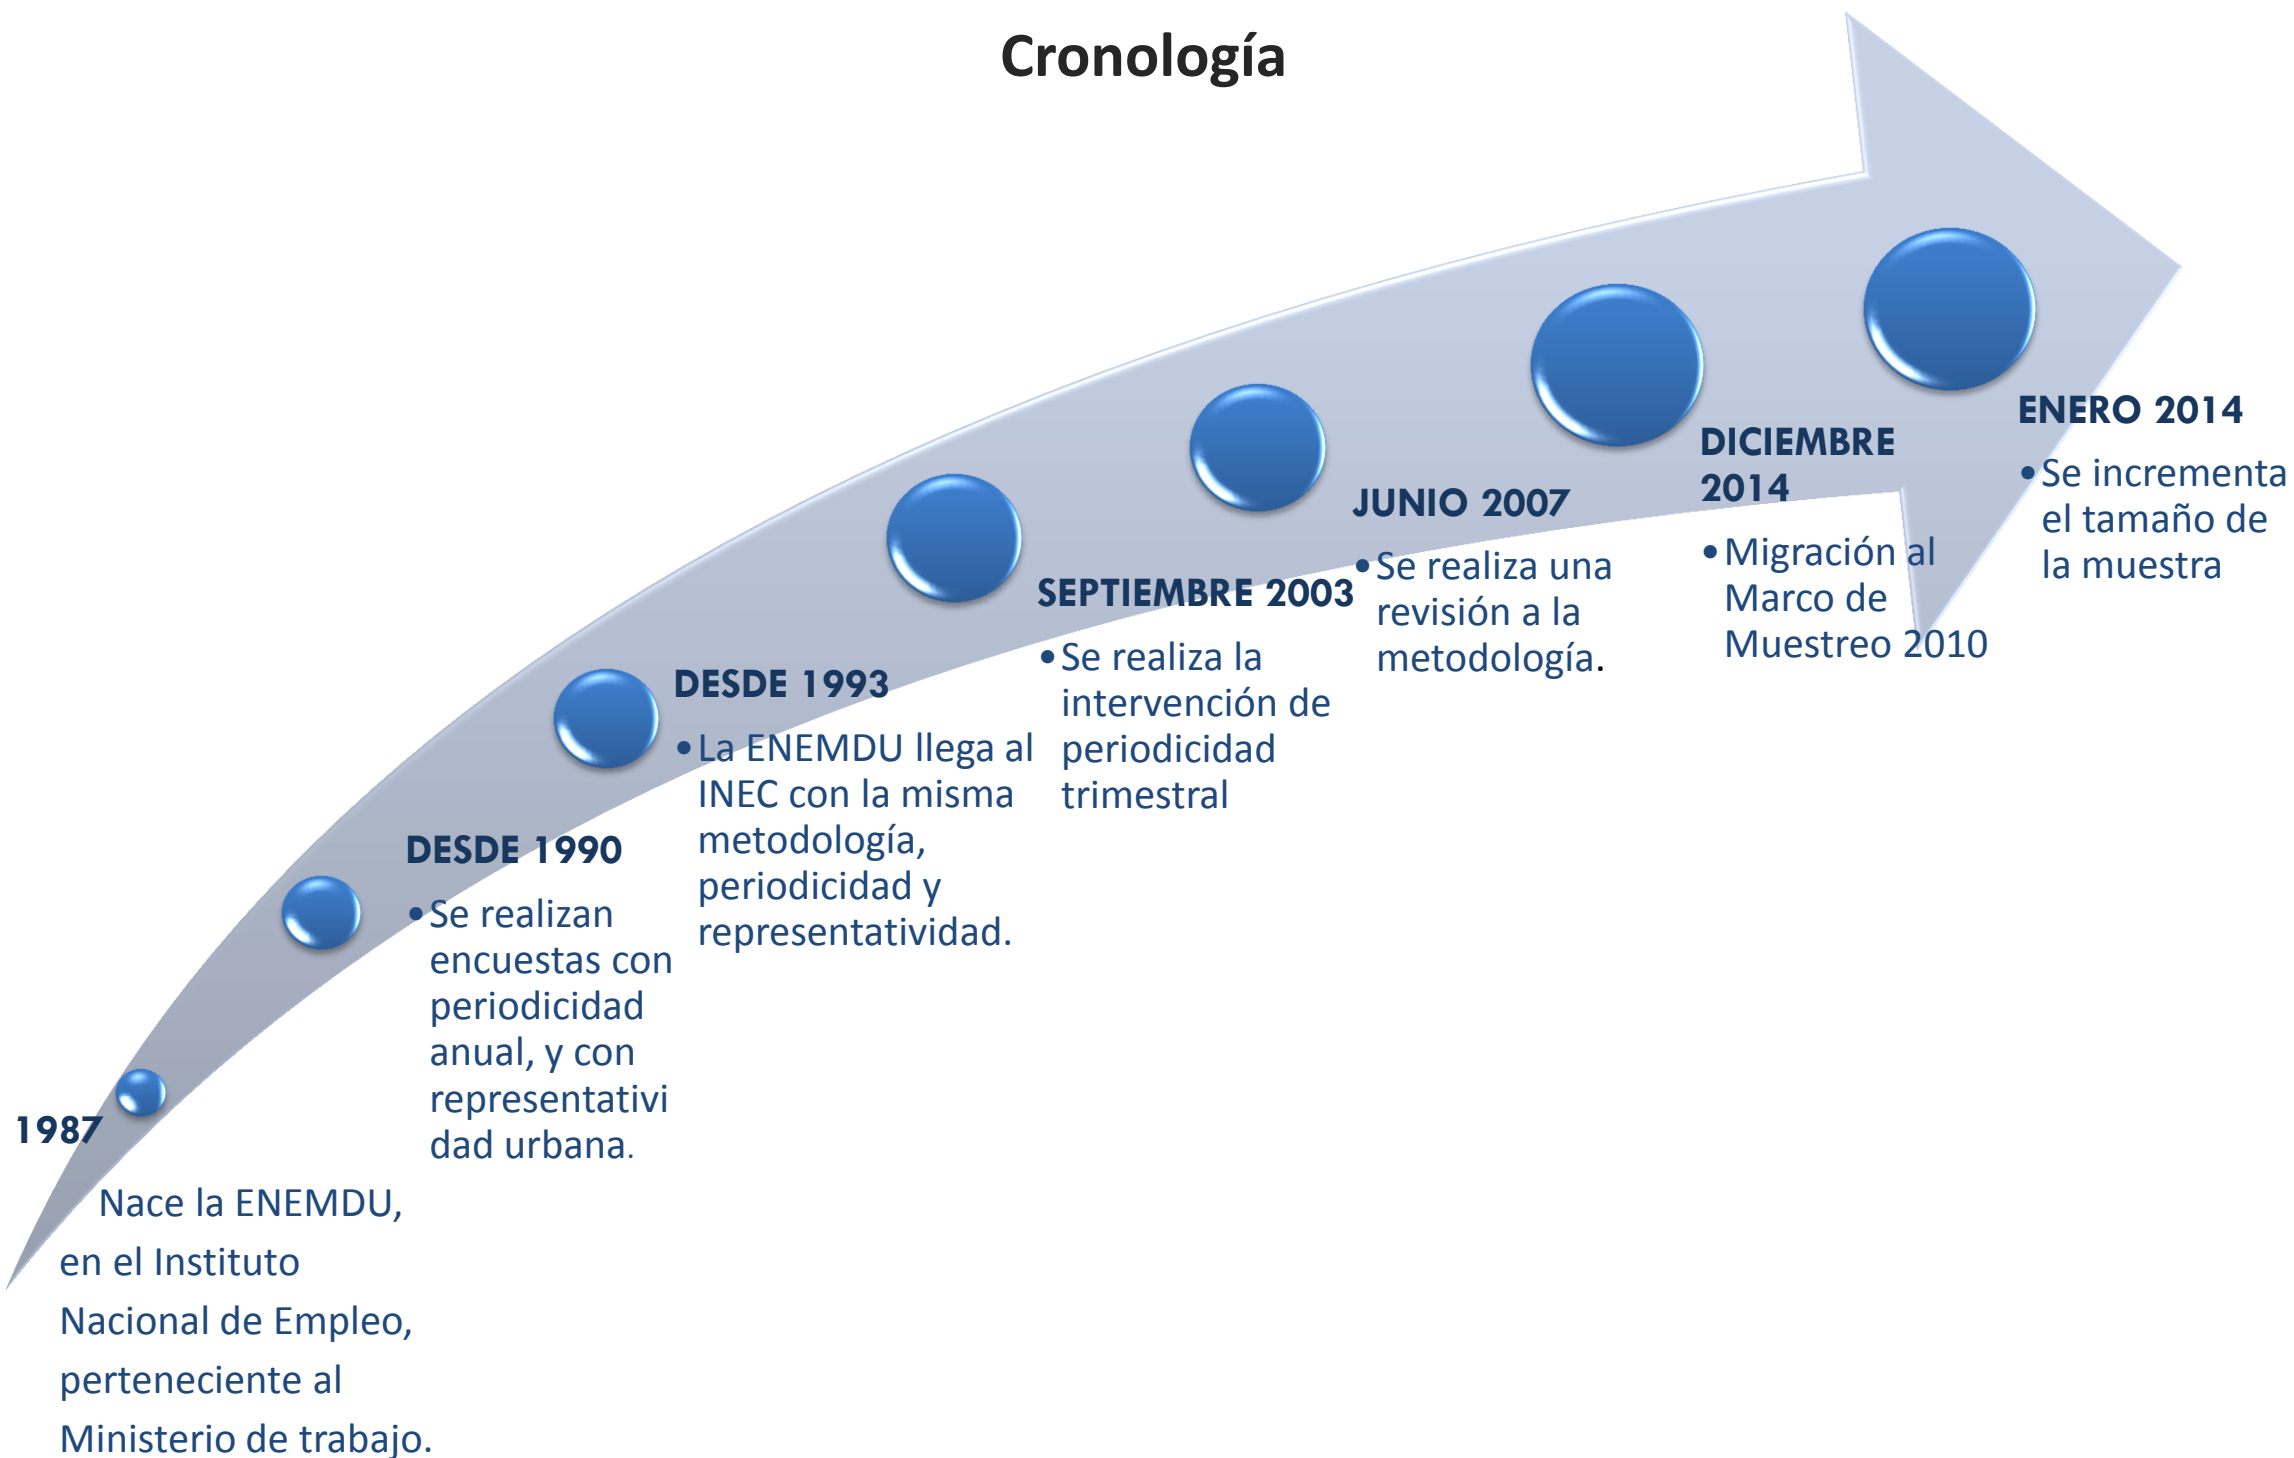 Cronología
1987
Nace la ENEMDU,
en el Instituto
Nacional de Empleo,
perteneciente al
Ministerio de trabajo.
DESDE 1990
•Se realizan
encuestas con
periodicidad
anual, y con
representativi
dad urbana.
DESDE 1993
•La ENEMDU llega al
INEC con la misma
metodología,
periodicidad y
representatividad.
SEPTIEMBRE 2003
•Se realiza la
intervención de
periodicidad
trimestral
JUNIO 2007
•Se realiza una
revisión a la
metodología.
DICIEMBRE
2014
•Migración al
Marco de
Muestreo 2010
ENERO 2014
•Se incrementa
el tamaño de
la muestra